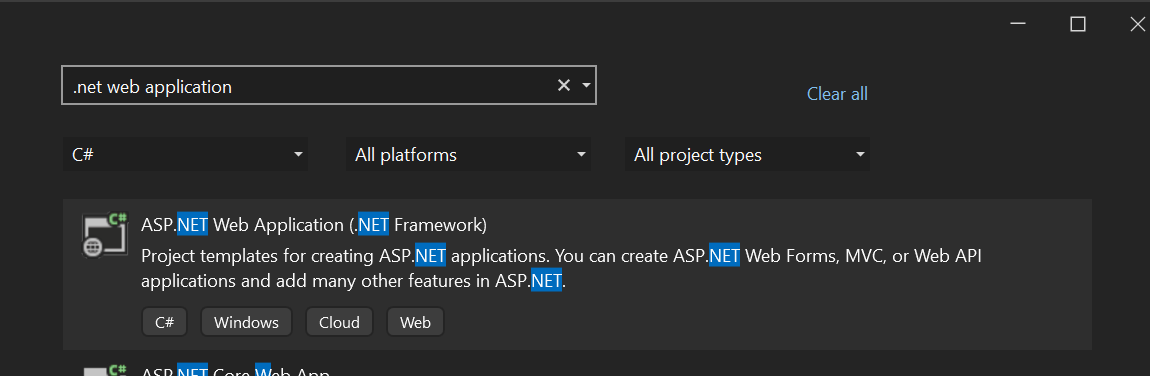 .net web application
Clear all
C#
All platforms
All project types
C#
ASP.NET Web Application (.NET Framework)
Project templates for creating ASP.NET applications. You can create ASP.NET Web Forms, MVC, or Web API
applications and add many other features in ASP.NET.
C#
Windows
Cloud
Web
C#
ASP.NET Core Web App